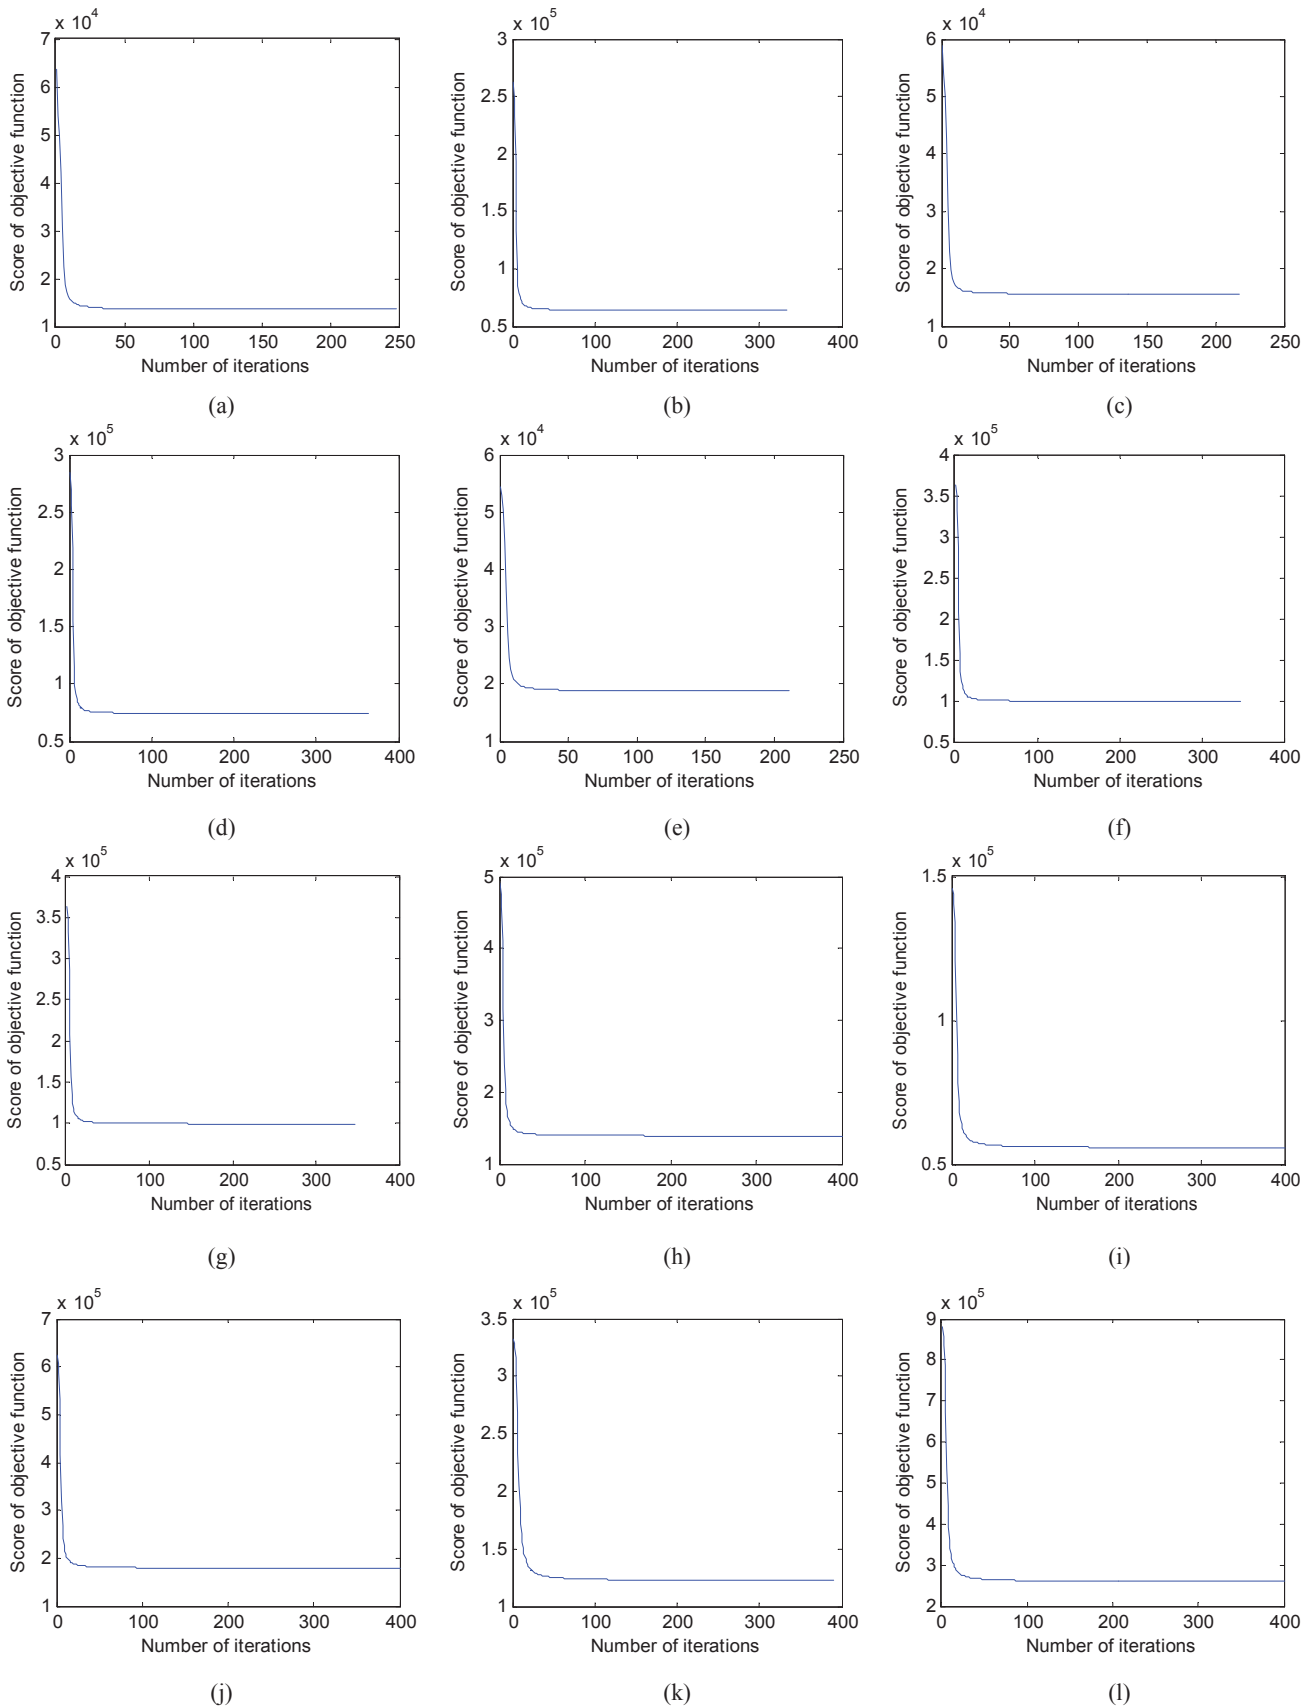 x 10^4
7
6
5
4
3
2
1
0 50 100 150 200 250
Score of objective function
Number of iterctions
(a)
x 10^5
3
2.5
2
1.5
1
0.5
0 100 200 300 400
Score of objective function
Number of iterctions
(b)
x 10^4
6
5
4
3
2
1
0 50 100 150 200 250
Score of objective function
Number of iterctions
(c)
x 10^5
3
2.5
2
1.5
1
0.5
0 100 200 300 400
Score of objective function
Number of iterctions
(d)
x 10^4
6
5
4
3
2
1
0 50 100 150 200 250
Score of objective function
Number of iterctions
(e)
x 10^5
4
3.5
3
2.5
2
1.5
1
0.5
0 100 200 300 400
Score of objective function
Number of iterctions
(f)
x 10^5
4
3.5
3
2.5
2
1.5
1
0.5
0 100 200 300 400
Score of objective function
Number of iterctions
(g)
x 10^5
5
4
3
2
1
0 100 200 300 400
Score of objective function
Number of iterctions
(h)
x 10^5
1.5
1
0.5
0 100 200 300 400
Score of objective function
Number of iterctions
(i)
x 10^5
7
6
5
4
3
2
1
0 100 200 300 400
Score of objective function
Number of iterctions
(j)
x 10^5
3.5
3
2.5
2
1.5
1
0 100 200 300 400
Score of objective function
Number of iterctions
(k)
x 10^5
9
8
7
6
5
4
3
2
0 100 200 300 400
Score of objective function
Number of iterctions
(l)